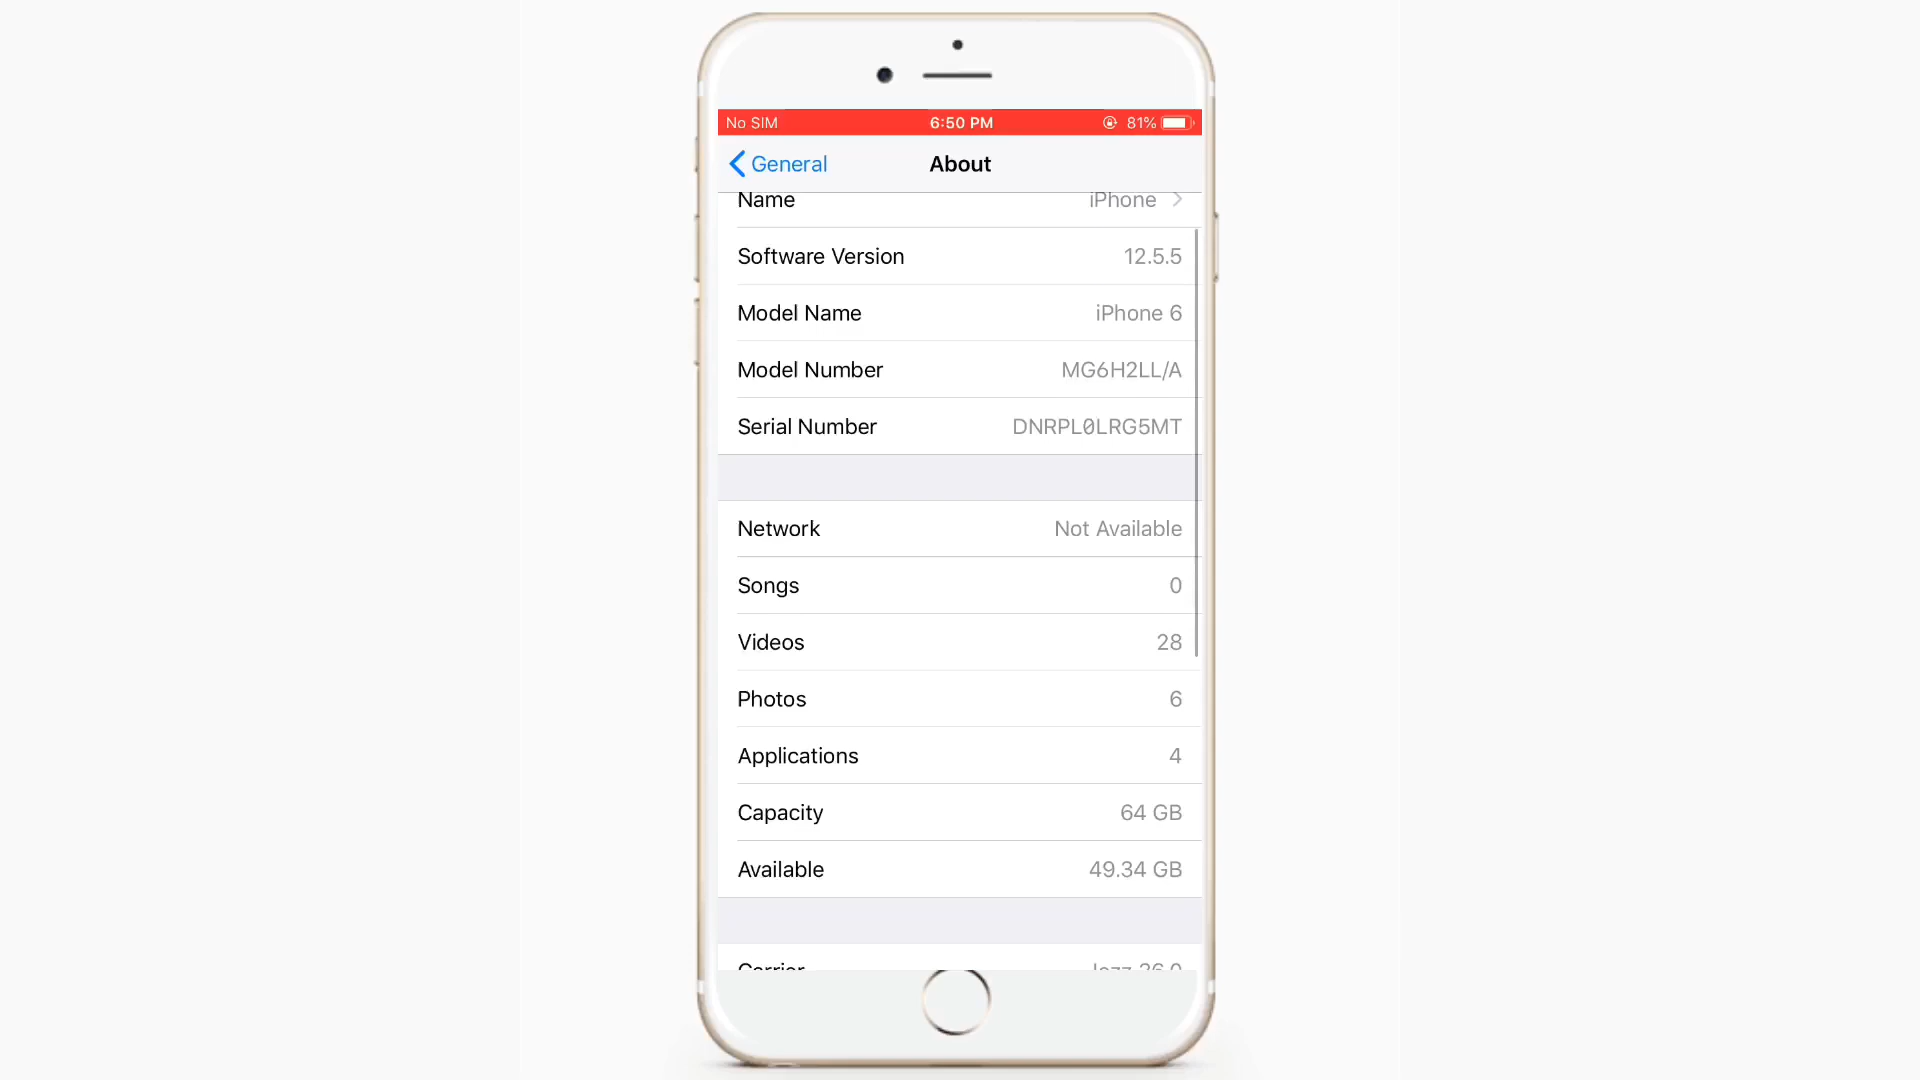 No SIM 6:50 PM 81%
General About
Name iPhone
Software Version 12.5.5
Model Name iPhone 6
Model Number MG6H2LL/A
Serial Number DNRPL0LRG5MT
Network Not Available
Songs 0
Videos 28
Photos 6
Applications 4
Capacity 64 GB
Available 49.34 GB
Carrier